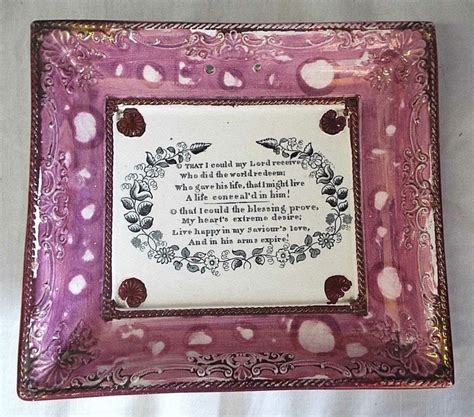 O THAT I could my Lord receive,
Who did the world redeem;
Who gave his life, that I might live
A life conceal'd in him!
O that I could the blessing prove,
My heart's extreme desire;
Live happy in my Saviour's love,
And in his arms expire!